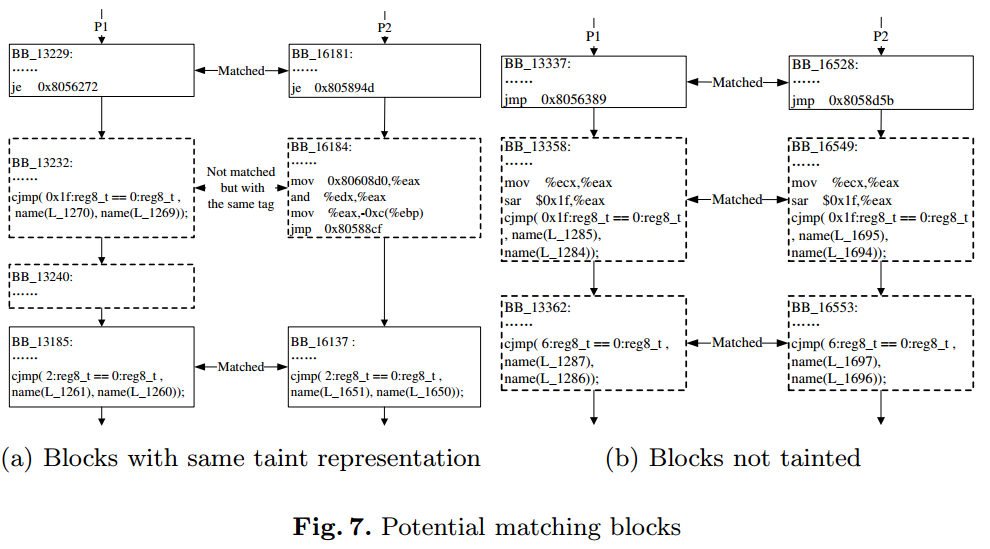 P1
BB_13229:
......
je 0x8056272
BB_13232:
......
cjmp( 0x1f:reg8_t == 0:reg8_t ,
name(L_1270), name(L_1269));
BB_13240:
......
BB_13185:
......
cjmp( 2:reg8_t == 0:reg8_t ,
name(L_1261), name(L_1260));
Matched
Not matched
but with
the same tag
Matched
P2
BB_16181:
......
je 0x805894d
BB_16184:
......
mov 0x80608d0,%eax
and %edx,%eax
mov %eax,-0xc(%ebp)
jmp 0x80588cf
BB_16137 :
......
cjmp( 2:reg8_t == 0:reg8_t ,
name(L_1651), name(L_1650));
(a) Blocks with same taint representation
P1
BB_13337:
......
jmp 0x8056389
BB_13358:
......
mov %ecx,%eax
sar $0x1f,%eax
cjmp( 0x1f:reg8_t == 0:reg8_t
, name(L_1285),
name(L_1284));
BB_13362:
......
cjmp( 6:reg8_t == 0:reg8_t ,
name(L_1287),
name(L_1286));
Matched
Matched
Matched
P2
BB_16528:
......
jmp 0x8058d5b
BB_16549:
......
mov %ecx,%eax
sar $0x1f,%eax
cjmp( 0x1f:reg8_t == 0:reg8_t
, name(L_1695),
name(L_1694));
BB_16553:
......
cjmp( 6:reg8_t == 0:reg8_t ,
name(L_1697),
name(L_1696));
(b) Blocks not tainted
Fig. 7. Potential matching blocks